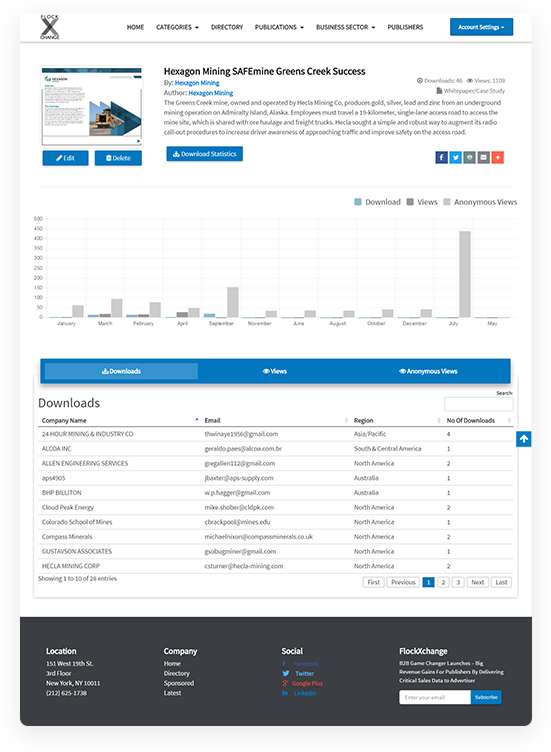 FLOCK
X
CHANGE
HOME CATEGORIES DIRECTORY PUBLICATIONS BUSINESS SECTOR PUBLISHERS Account Settings
HEXAGON
Hexagon Mining SAFEmine Greens Creek Success
By: Hexagon Mining
Author: Hexagon Mining
Downloads: 46 Views: 1109
Whitepaper/Case Study
The Greens Creek mine, owned and operated by Hecla Mining Co, produces gold, silver, lead and zinc from an underground
mining operation on Admiralty Island, Alaska. Employees must travel a 19-kilometer, single-lane access road to access the
mine site, which is shared with ore haulage and freight trucks. Hecla sought a simple and robust way to augment its radio
call-out procedures to increase driver awareness of approaching traffic and improve safety on the access road.
Edit Delete Download Statistics
Download Views Anonymous Views
500
450
400
350
300
250
200
150
100
50
0
January March February April September November June August October December July May
Downloads Views Anonymous Views
Downloads
Search:
Company Name Email Region No Of Downloads
24 HOUR MINING & INDUSTRY CO thwinaye1956@gmail.com Asia/Pacific 4
ALCOA INC geraldo.paes@alcoa.com.br South & Central America 1
ALLEN ENGINEERING SERVICES gregallen112@gmail.com North America 2
aps4905 jbaxter@aps-supply.com Australia 1
BHP BILLITON w.p.hagger@gmail.com Australia 1
Cloud Peak Energy mike.shober@cldpk.com North America 2
Colorado School of Mines cbrackpool@mines.edu North America 1
Compass Minerals michaelnixon@compassminerals.co.uk North America 2
GUSTAVSON ASSOCIATES gsobugminer@gmail.com North America 1
HECLA MINING CORP csturner@hecla-mining.com North America 2
Showing 1 to 10 of 28 entries
First Previous 1 2 3 Next Last
Location Company Social FlockXchange
151 West 19th St. Home Facebook B2B Game Changer Launches – Big
3rd Floor Directory Twitter Revenue Gains For Publishers By Delivering
New York, NY 10011 Sponsored Google Plus Critical Sales Data to Advertiser
(212) 625-1738 Latest Linkedin Enter your email Subscribe